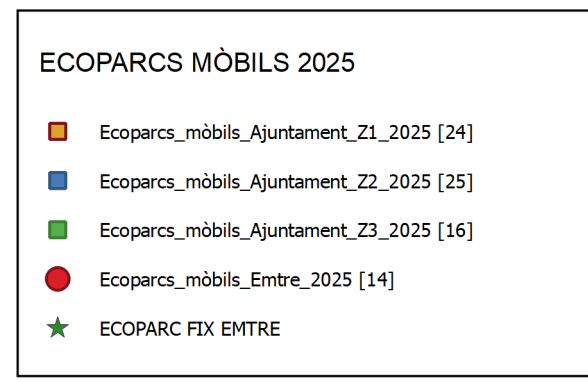 ECOPARCS MÒBILS 2025
Ecoparcs_mòbils_Ajuntament_Z1_2025 [24]
Ecoparcs_mòbils_Ajuntament_Z2_2025 [25]
Ecoparcs_mòbils_Ajuntament_Z3_2025 [16]
Ecoparcs_mòbils_Emtre_2025 [14]
ECOPARC FIX EMTRE